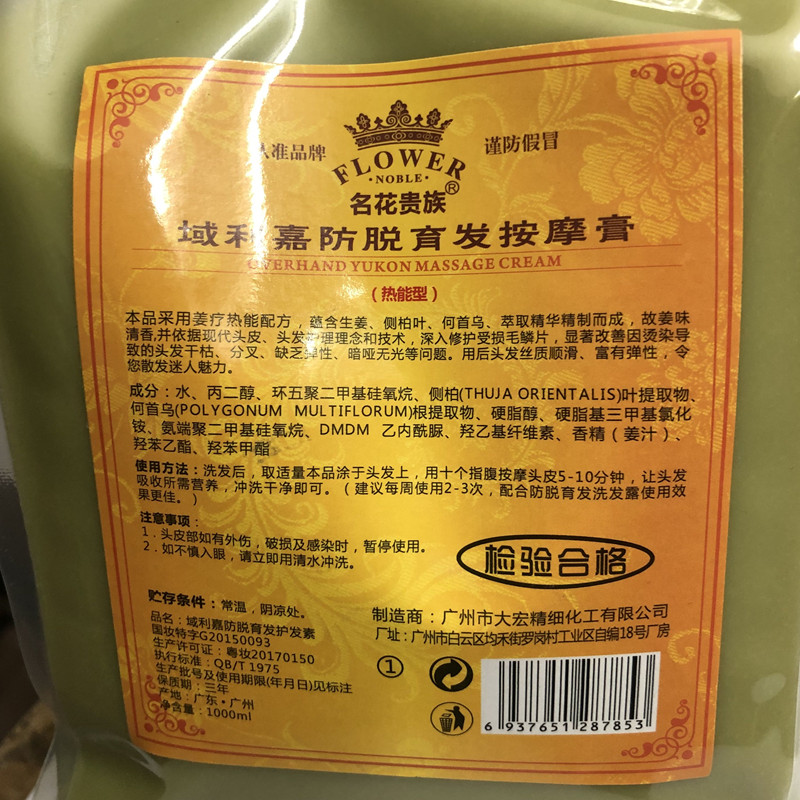 认准品牌
谨防假冒
FLOWER
·NOBLE·
名花贵族®
域利嘉防脱育发按摩膏
OVERHAND YUKON MASSAGE CREAM
（热能型）
本品采用姜疗热能配方，蕴含生姜、侧柏叶、何首乌、萃取精华精制而成，故姜味
清香,并依据现代头皮、头发护理理念和技术，深入修护受损毛鳞片，显著改善因烫染导
致的头发干枯、分叉、缺乏弹性、暗哑无光等问题。用后头发丝质顺滑、富有弹性，令
您散发迷人魅力。
成分：水、丙二醇、环五聚二甲基硅氧烷、侧柏(THUJA ORIENTALIS)叶提取物、
何首乌(POLYGONUM MULTIFLORUM)根提取物、硬脂醇、硬脂基三甲基氯化
铵、氨端聚二甲基硅氧烷、DMDM 乙内酰脲、羟乙基纤维素、香精（姜汁）、
羟苯乙酯、羟苯甲酯
使用方法：洗发后，取适量本品涂于头发上，用十个指腹按摩头皮5-10分钟，让头发
吸收所需营养，冲洗干净即可。（建议每周使用2-3次，配合防脱育发洗发露使用效
果更佳。）
注意事项：
1．头皮部如有外伤，破损及感染时，暂停使用。
2．如不慎入眼，请立即用清水冲洗。
检验合格
贮存条件：常温，阴凉处。
品名：域利嘉防脱育发护发素
国妆特字G20150093
生产许可证：粤妆20170150
执行标准：QB/T 1975
生产批号及使用期限(年月日)见标注
保质期：三年
产地：广东·广州
净含量：1000ml
制造商：广州市大宏精细化工有限公司
厂址：广州市白云区均禾街罗岗村工业区自编18号厂房
①
6 937651 287853